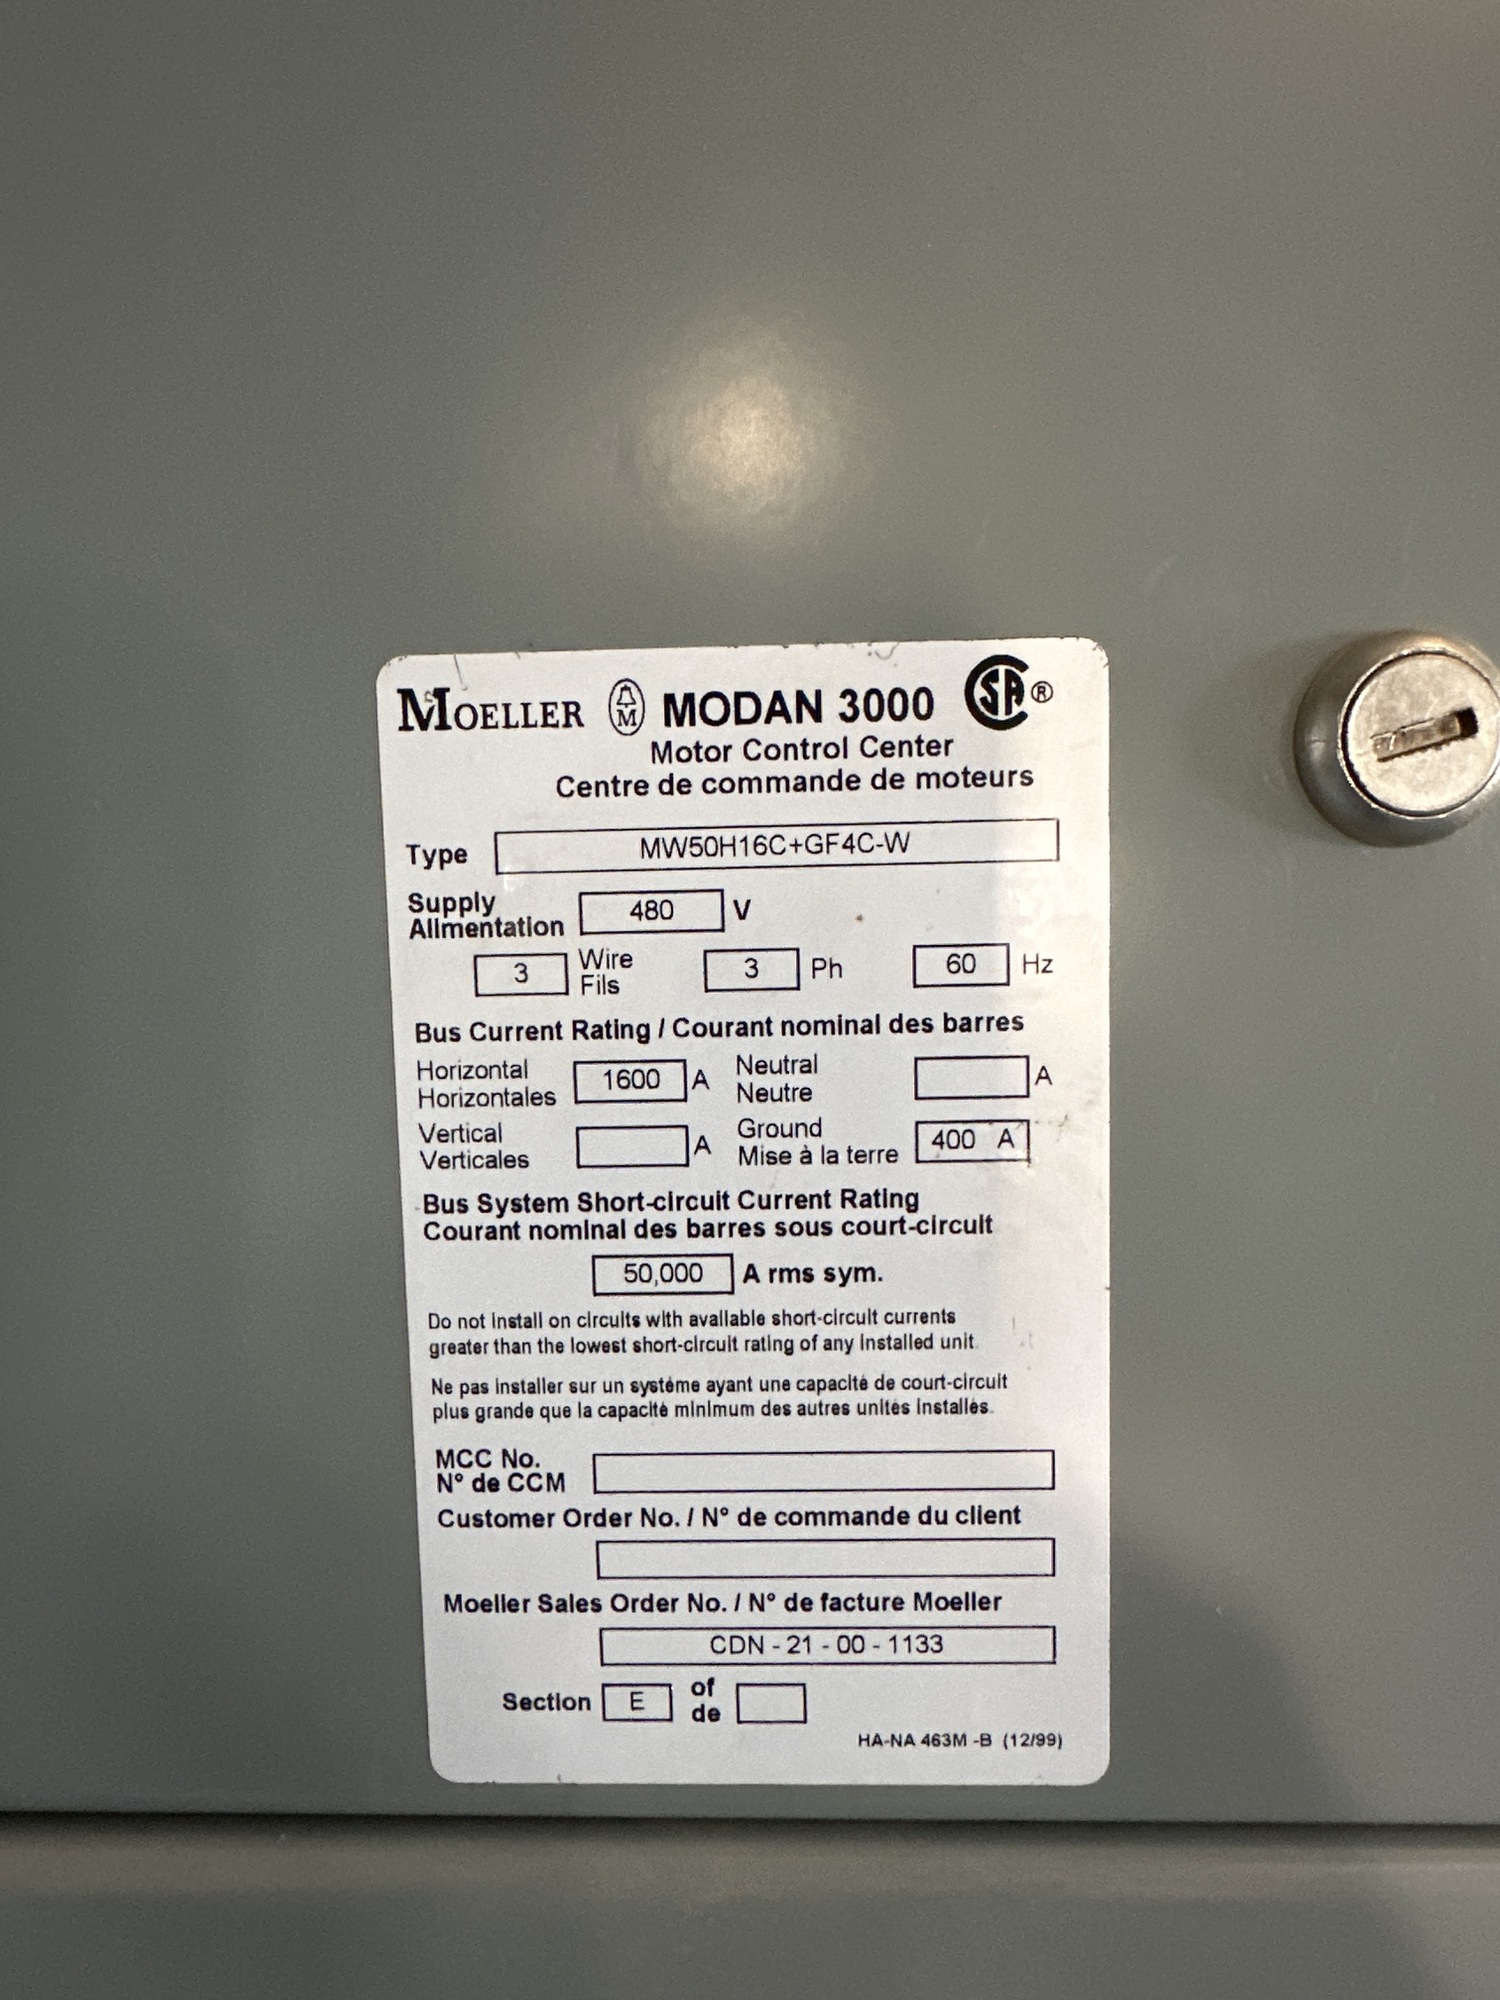 MOELLER MODAN 3000 ®
Motor Control Center
Centre de commande de moteurs
Type MW50H16C+GF4C-W
Supply
Alimentation 480 V
3 Wire
Fils 3 Ph 60 Hz
Bus Current Rating / Courant nominal des barres
Horizontal
Horizontales 1600 A Neutral
Neutre A
Vertical
Verticales A Ground
Mise à la terre 400 A
Bus System Short-circuit Current Rating
Courant nominal des barres sous court-circuit
50,000 A rms sym.
Do not install on circuits with available short-circuit currents
greater than the lowest short-circuit rating of any installed unit.
Ne pas installer sur un système ayant une capacité de court-circuit
plus grande que la capacité minimum des autres unités installés.
MCC No.
N° de CCM
Customer Order No. / N° de commande du client
Moeller Sales Order No. / N° de facture Moeller
CDN - 21 - 00 - 1133
Section E of
de
HA-NA 463M -B (12/99)